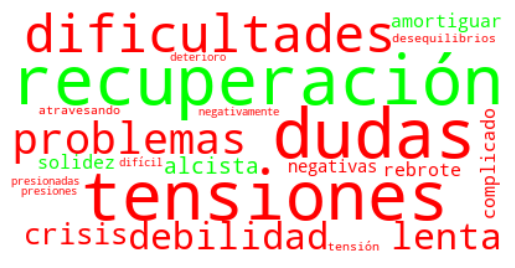 dificultades
amortiguar
desequilibrios
deterioro
recuperación
atravesando
negativamente
problemas
dudas
complicado
solidez
difícil
alcista
negativas
rebrote
presionadas
presiones
tensiones
crisis
debilidad
tensión
lenta